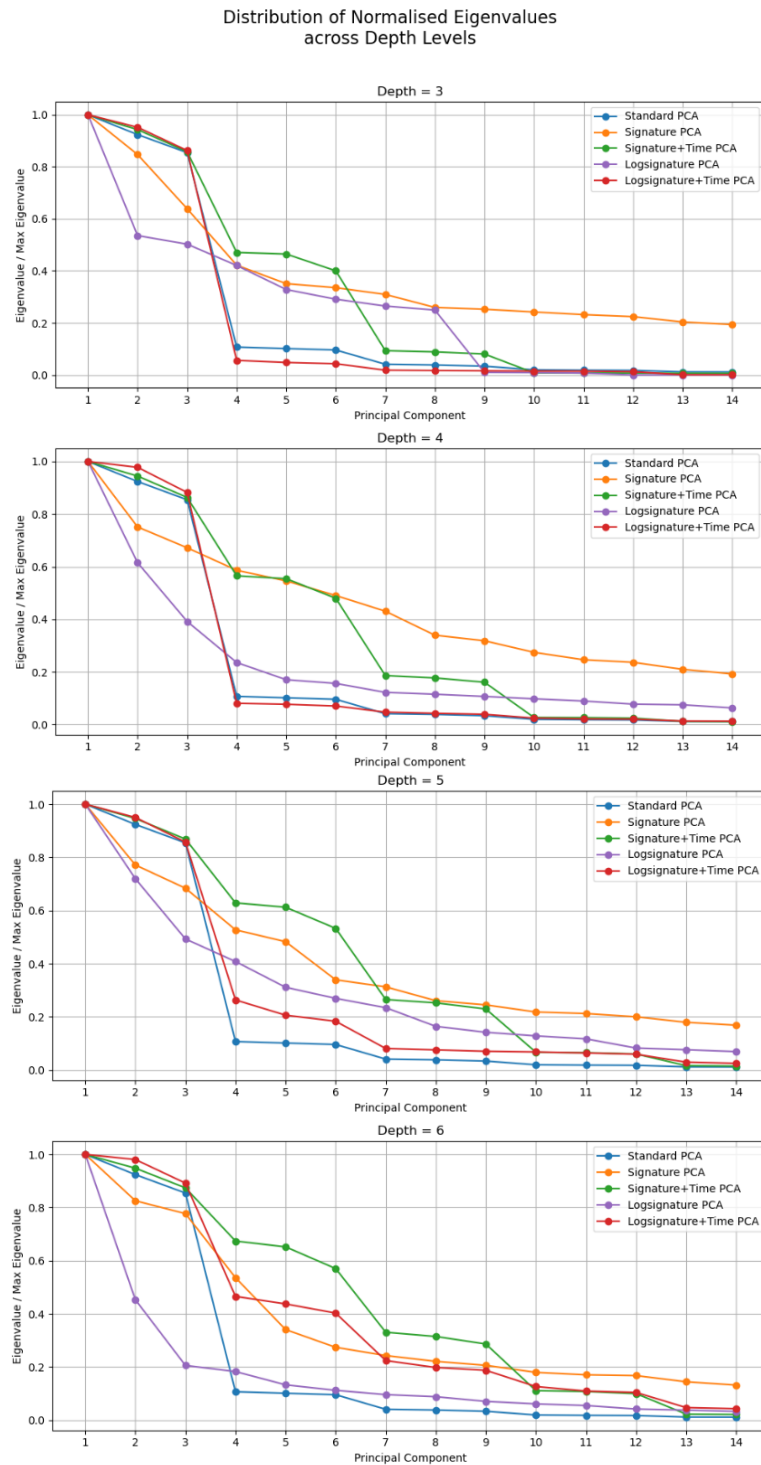 Distribution of Normalised Eigenvalues
across Depth Levels
Depth = 3
1.0
0.8
0.6
0.4
0.2
0.0
Eigenvalue / Max Eigenvalue
Standard PCA
Signature PCA
Signature+Time PCA
Logsignature PCA
Logsignature+Time PCA
1 2 3 4 5 6 7 8 9 10 11 12 13 14
Principal Component
Depth = 4
1.0
0.8
0.6
0.4
0.2
0.0
Eigenvalue / Max Eigenvalue
Standard PCA
Signature PCA
Signature+Time PCA
Logsignature PCA
Logsignature+Time PCA
1 2 3 4 5 6 7 8 9 10 11 12 13 14
Principal Component
Depth = 5
1.0
0.8
0.6
0.4
0.2
0.0
Eigenvalue / Max Eigenvalue
Standard PCA
Signature PCA
Signature+Time PCA
Logsignature PCA
Logsignature+Time PCA
1 2 3 4 5 6 7 8 9 10 11 12 13 14
Principal Component
Depth = 6
1.0
0.8
0.6
0.4
0.2
0.0
Eigenvalue / Max Eigenvalue
Standard PCA
Signature PCA
Signature+Time PCA
Logsignature PCA
Logsignature+Time PCA
1 2 3 4 5 6 7 8 9 10 11 12 13 14
Principal Component